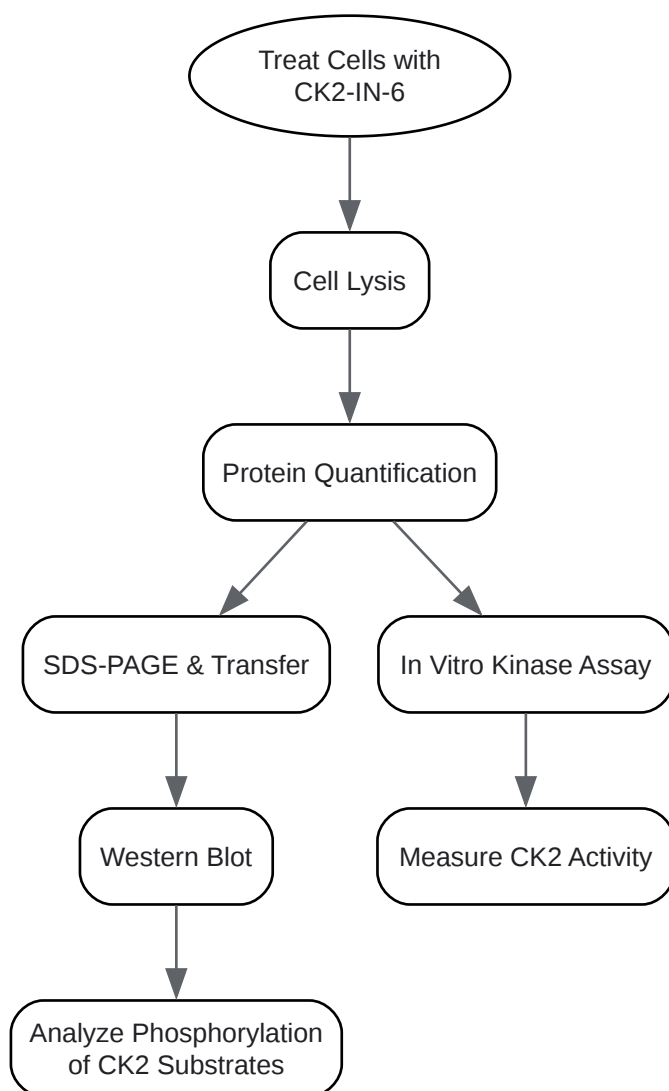 Treat Cells with
CK2-IN-6
Cell Lysis
Protein Quantification
SDS-PAGE & Transfer
In Vitro Kinase Assay
Western Blot
Measure CK2 Activity
Analyze Phosphorylation
of CK2 Substrates